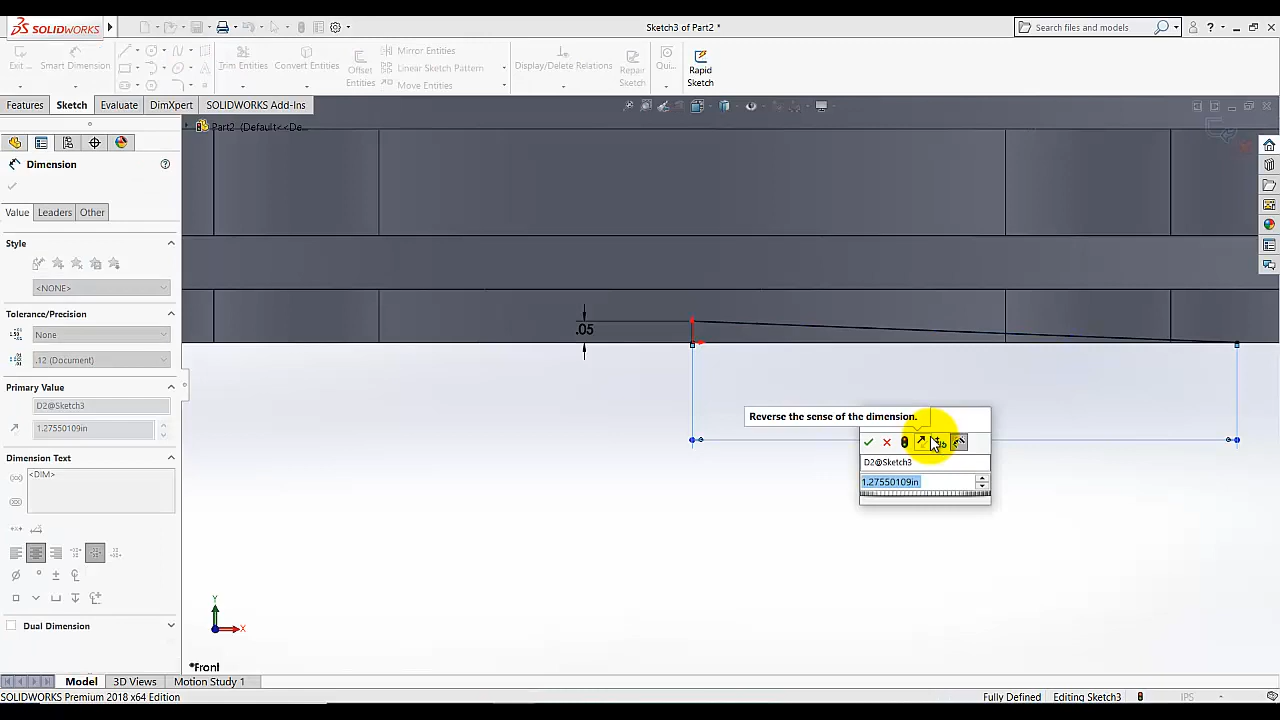 SOLIDWORKS
Sketch3 of Part2 *
Search files and models
Exit...
Smart Dimension
Trim Entities
Convert Entities
Offset Entities
Mirror Entities
Linear Sketch Pattern
Move Entities
Display/Delete Relations
Repair Sketch
Qui...
Rapid Sketch
Features
Sketch
Evaluate
DimXpert
SOLIDWORKS Add-Ins
Part2 (Default<<De...
Dimension
Value
Leaders
Other
Style
<NONE>
Tolerance/Precision
None
.12 (Document)
Primary Value
D2@Sketch3
1.27550109in
Dimension Text
<DIM>
Dual Dimension
.05
Reverse the sense of the dimension.
D2@Sketch3
1.27550109in
Y
X
*Front
Model
3D Views
Motion Study 1
SOLIDWORKS Premium 2018 x64 Edition
Fully Defined
Editing Sketch3
IPS